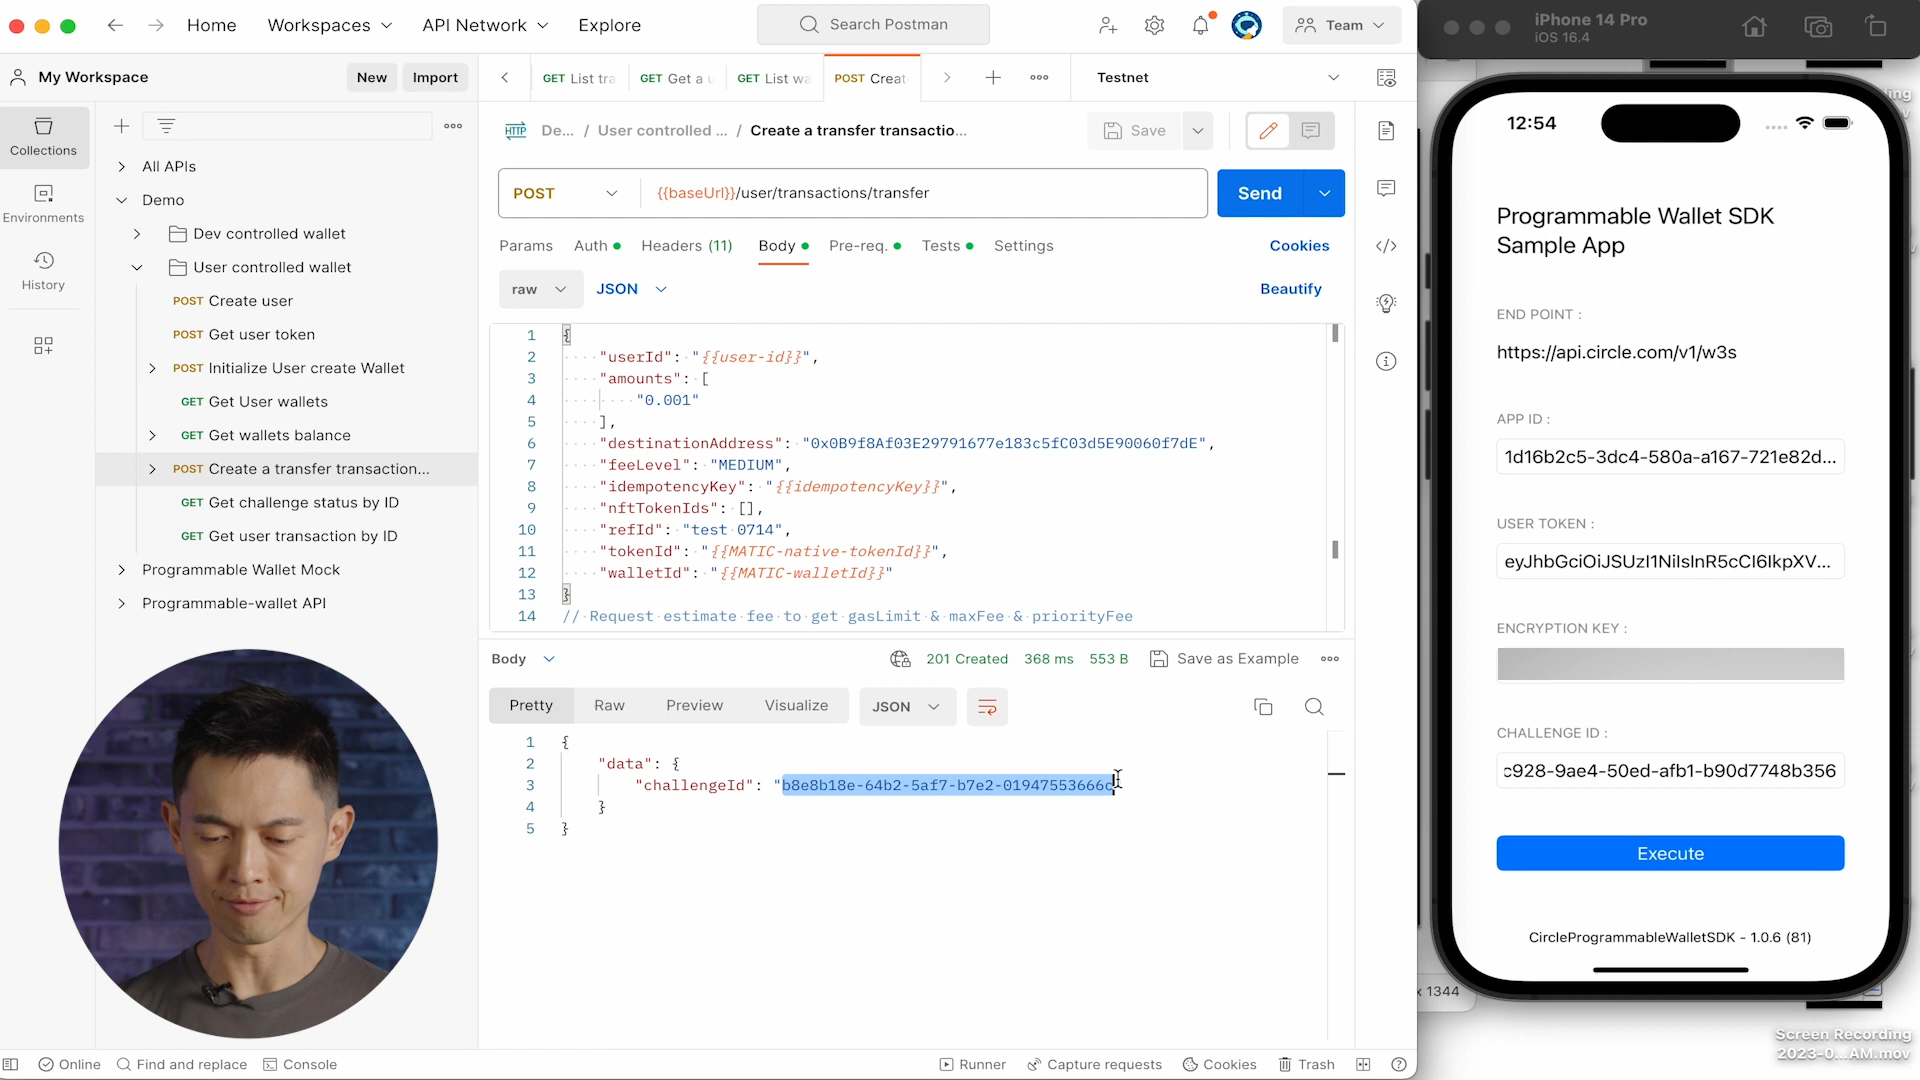 Home
Workspaces
API Network
Explore
Search Postman
Team
My Workspace
New
Import
GET List tra
GET Get a u
GET List wa
POST Creat
Testnet
Collections
Environments
History
All APIs
Demo
Dev controlled wallet
User controlled wallet
POST Create user
POST Get user token
POST Initialize User create Wallet
GET Get User wallets
GET Get wallets balance
POST Create a transfer transaction...
GET Get challenge status by ID
GET Get user transaction by ID
Programmable Wallet Mock
Programmable-wallet API
HTTP De... / User controlled ... / Create a transfer transactio...
Save
POST {{baseUrl}}/user/transactions/transfer
Send
Params Auth Headers (11) Body Pre-req. Tests Settings
Cookies
raw
JSON
Beautify
1 {
2 "userId": "{{user-id}}",
3 "amounts": [
4 "0.001"
5 ],
6 "destinationAddress": "0x0B9f8Af03E29791677e183c5fC03d5E90060f7dE",
7 "feeLevel": "MEDIUM",
8 "idempotencyKey": "{{idempotencyKey}}",
9 "nftTokenIds": [],
10 "refId": "test 0714",
11 "tokenId": "{{MATIC-native-tokenId}}",
12 "walletId": "{{MATIC-walletId}}"
13 }
14 // Request estimate fee to get gasLimit & maxFee & priorityFee
Body
201 Created 368 ms 553 B
Save as Example
Pretty Raw Preview Visualize
JSON
1 {
2 "data": {
3 "challengeId": "b8e8b18e-64b2-5af7-b7e2-01947553666c
4 }
5 }
Online
Find and replace
Console
Runner
Capture requests
Cookies
Trash
iPhone 14 Pro
iOS 16.4
12:54
Programmable Wallet SDK
Sample App
END POINT :
https://api.circle.com/v1/w3s
APP ID :
1d16b2c5-3dc4-580a-a167-721e82d...
USER TOKEN :
eyJhbGciOiJSUzI1NiIsInR5cCI6IkpXV...
ENCRYPTION KEY :
CHALLENGE ID :
c928-9ae4-50ed-afb1-b90d7748b356
Execute
CircleProgrammableWalletSDK - 1.0.6 (81)
x 1344
Screen Recording
2023-0...AM.mov